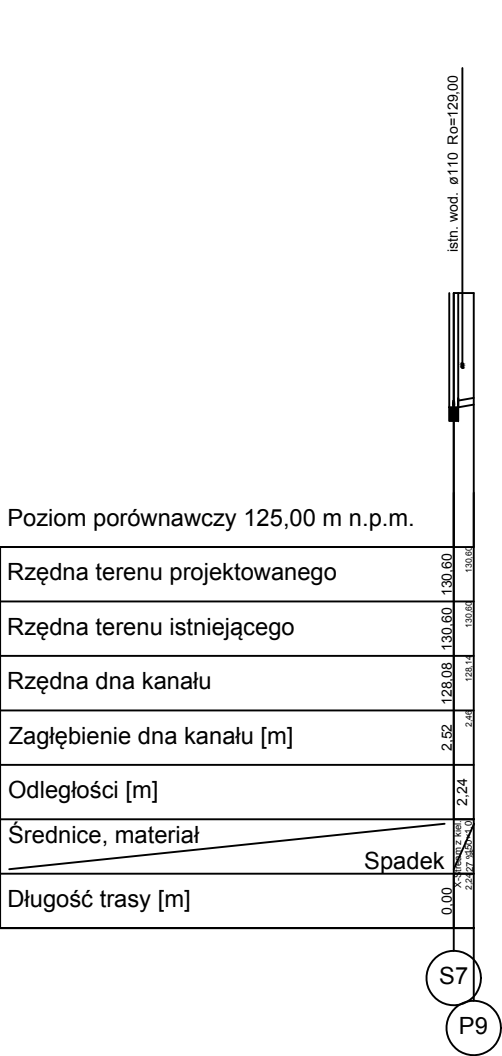 istn. wod. ø110 Ro=129,00
Poziom porównawczy 125,00 m n.p.m.
Rzędna terenu projektowanego 130,60 130,60
Rzędna terenu istniejącego 130,60 130,60
Rzędna dna kanału 128,08 128,14
Zagłębienie dna kanału [m] 2,52 2,46
Odległości [m] 2,24
Średnice, materiał
Spadek
Długość trasy [m] 0,00
S7
P9